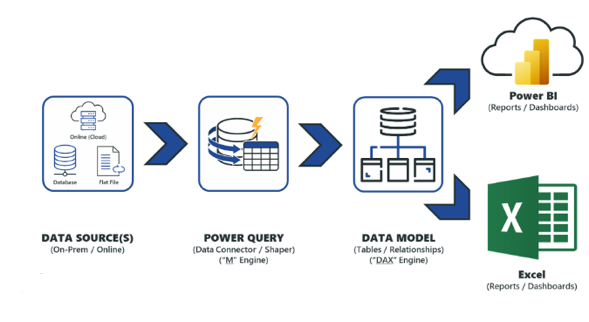 Online (Cloud)
Database
Flat File
DATA SOURCE(S)
(On-Prem / Online)
POWER QUERY
(Data Connector / Shaper)
("M" Engine)
DATA MODEL
(Tables / Relationships)
("DAX" Engine)
Power BI
(Reports / Dashboards)
X
Excel
(Reports / Dashboards)